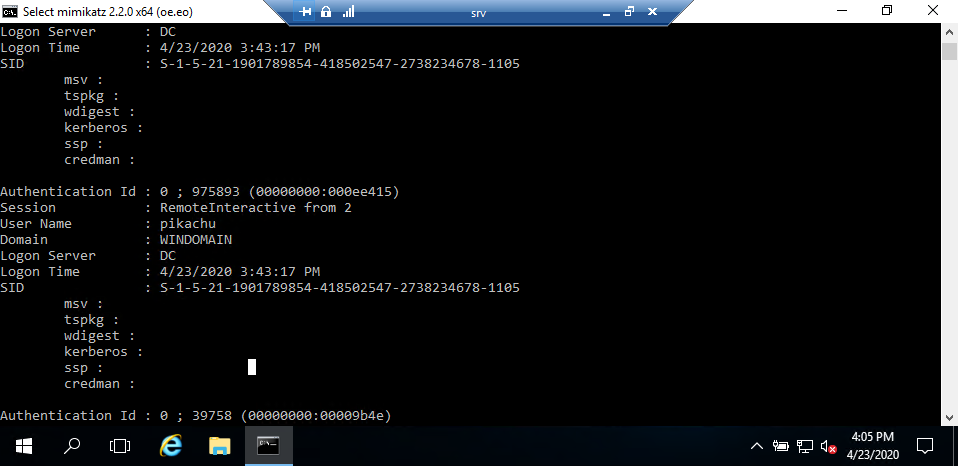 Select mimikatz 2.2.0 x64 (oe.eo)
srv
Logon Server : DC
Logon Time : 4/23/2020 3:43:17 PM
SID : S-1-5-21-1901789854-418502547-2738234678-1105
msv :
tspkg :
wdigest :
kerberos :
ssp :
credman :
Authentication Id : 0 ; 975893 (00000000:000ee415)
Session : RemoteInteractive from 2
User Name : pikachu
Domain : WINDOMAIN
Logon Server : DC
Logon Time : 4/23/2020 3:43:17 PM
SID : S-1-5-21-1901789854-418502547-2738234678-1105
msv :
tspkg :
wdigest :
kerberos :
ssp :
credman :
Authentication Id : 0 ; 39758 (00000000:00009b4e)
4:05 PM
4/23/2020